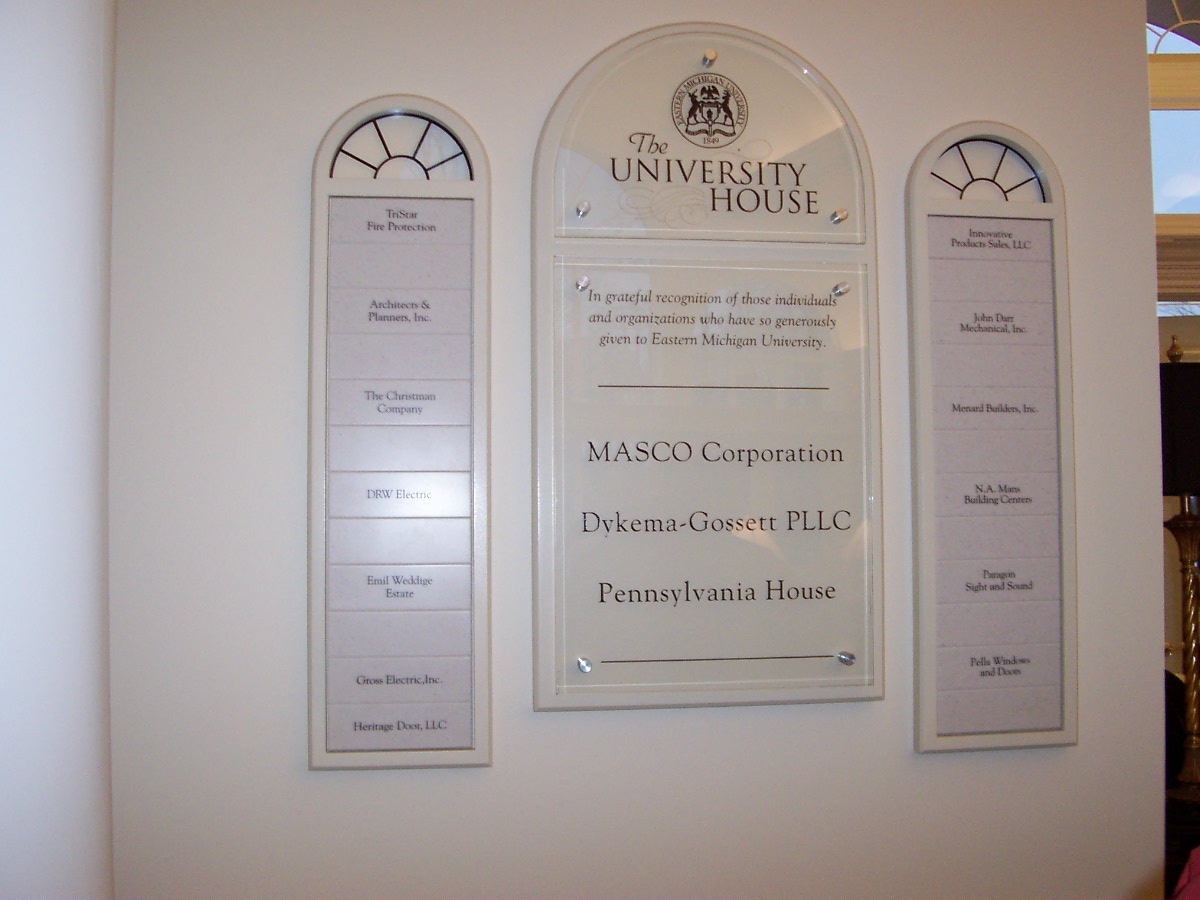 TriStar
Fire Protection
Architects &
Planners, Inc.
The Christman
Company
DRW Electric
Emil Weddige
Estate
Gross Electric,Inc.
Heritage Door, LLC
EASTERN MICHIGAN UNIVERSITY
1849
The
UNIVERSITY
HOUSE
In grateful recognition of those individuals
and organizations who have so generously
given to Eastern Michigan University.
MASCO Corporation
Dykema-Gossett PLLC
Pennsylvania House
Innovative
Products Sales, LLC
John Darr
Mechanical, Inc.
Menard Builders, Inc.
N.A. Mans
Building Centers
Paragon
Sight and Sound
Pella Windows
and Doors